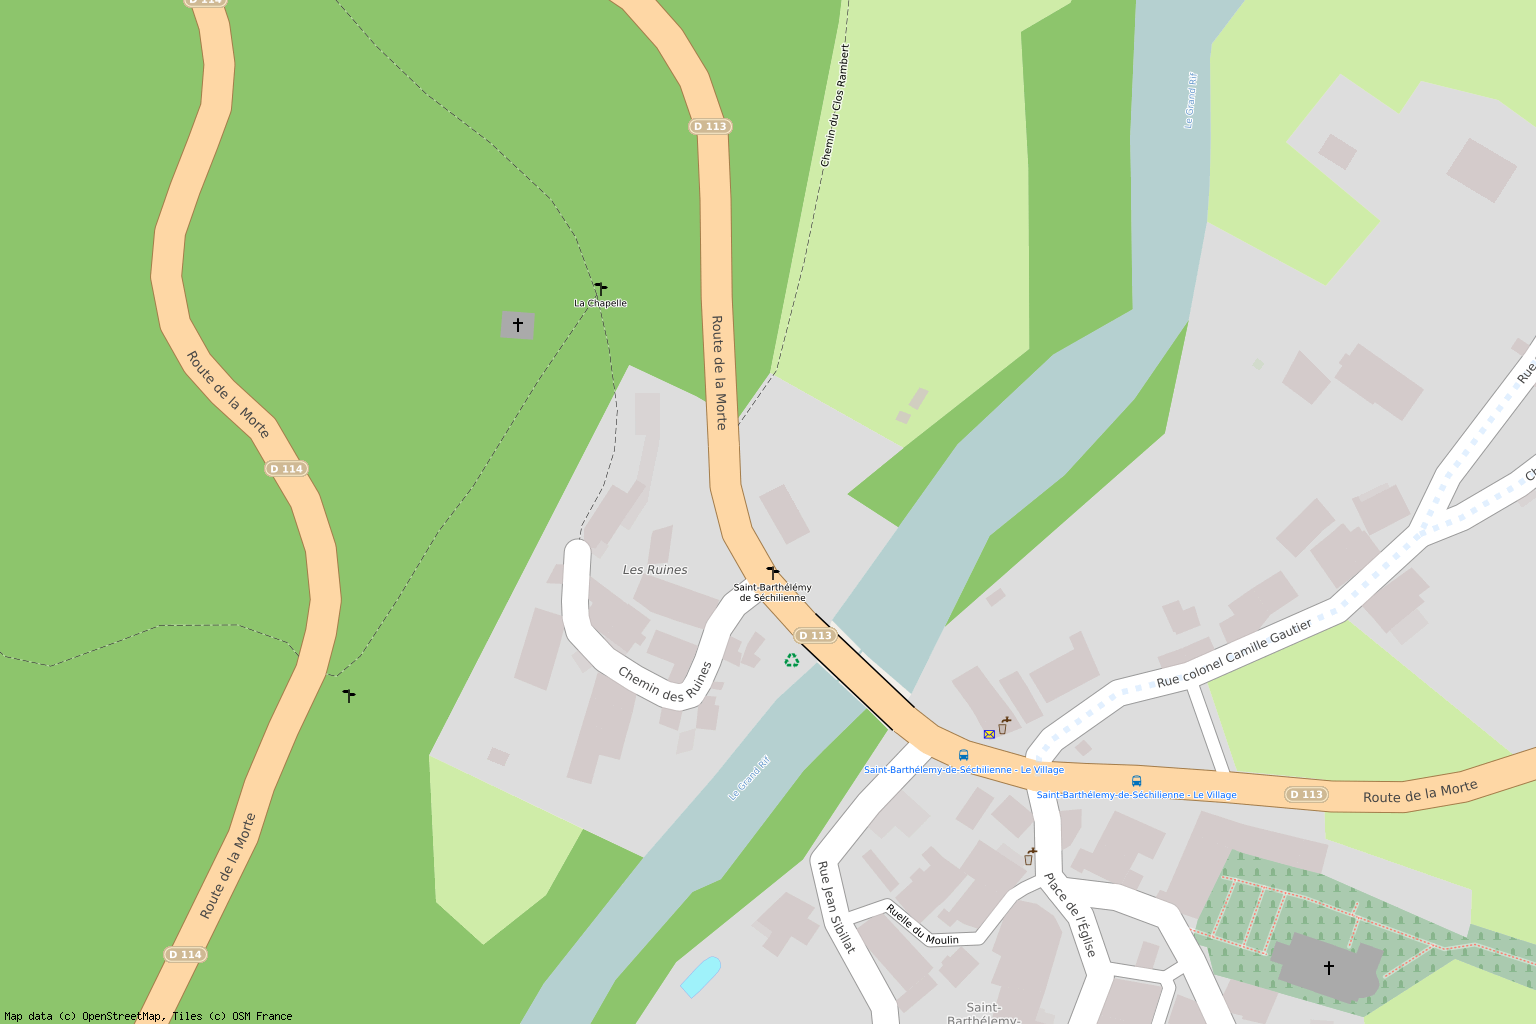 D 114
D 113
Chemin du Clos Rambert
Le Grand Rif
La Chapelle
Route de la Morte
Route de la Morte
D 114
Les Ruines
Saint-Barthélémy
de Séchilienne
D 113
Chemin des Ruines
Rue colonel Camille Gautier
Le Grand Rif
Saint-Barthélemy-de-Séchilienne - Le Village
Saint-Barthélemy-de-Séchilienne - Le Village
D 113
Route de la Morte
Route de la Morte
Rue Jean Sibillat
Ruelle du Moulin
Place de l'Église
D 114
Saint-
Barthélemy-
Rue
Map data (c) OpenStreetMap, Tiles (c) OSM France